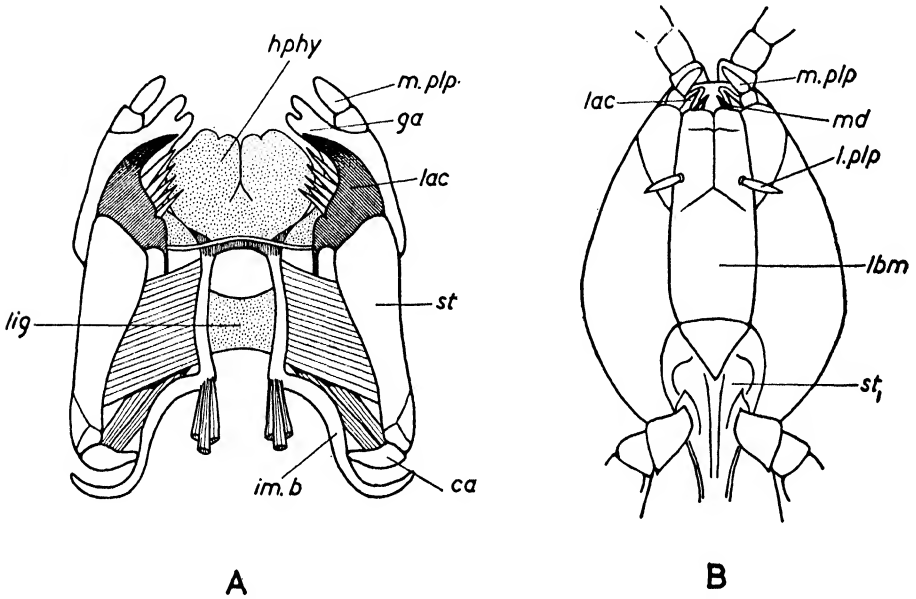 hphy
m.plp.
ga
lac
st
lig
im.b
ca
A
m.plp
lac
md
l.plp
lbm
st1
B